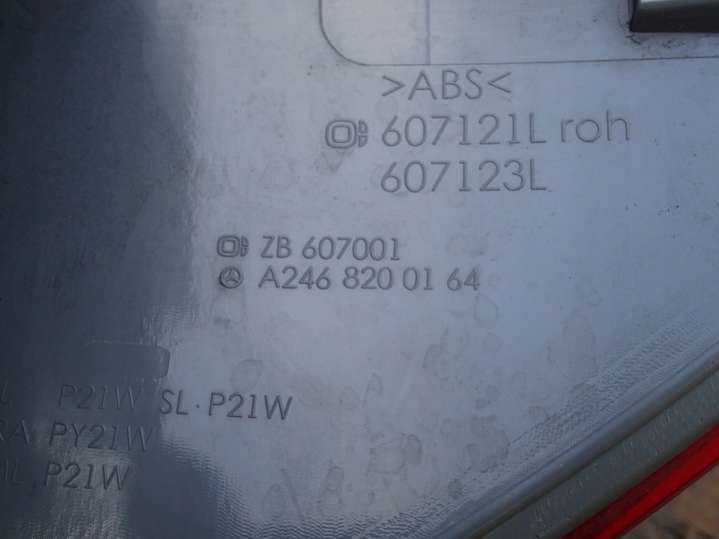 >ABS<
607121L roh
607123L
ZB 607001
A246 820 01 64
P21W SL·P21W
PY21W
P21W